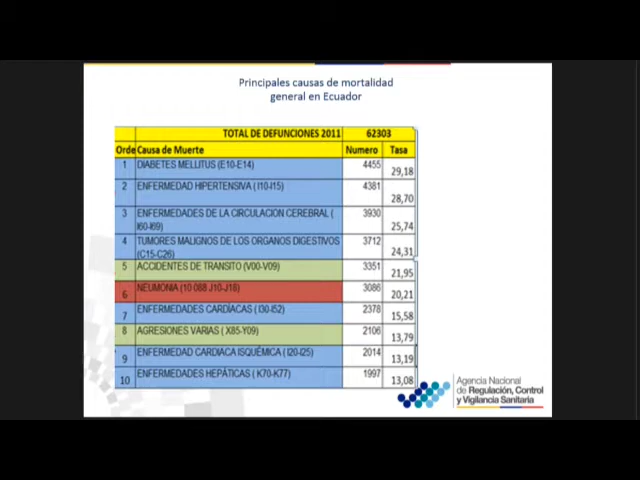 Principales causas de mortalidad
general en Ecuador
TOTAL DE DEFUNCIONES 2011 62303
Orde Causa de Muerte Numero Tasa
1 DIABETES MELLITUS (E10-E14) 4455 29,18
2 ENFERMEDAD HIPERTENSIVA (I10-I15) 4381 28,70
3 ENFERMEDADES DE LA CIRCULACION CEREBRAL (
I60-I69) 3930 25,74
4 TUMORES MALIGNOS DE LOS ORGANOS DIGESTIVOS
(C15-C26) 3712 24,31
5 ACCIDENTES DE TRANSITO (V00-V09) 3351 21,95
6 NEUMONIA (10 088 J10-J18) 3086 20,21
7 ENFERMEDADES CARDÍACAS (I30-I52) 2378 15,58
8 AGRESIONES VARIAS ( X85-Y09) 2106 13,79
9 ENFERMEDAD CARDIACA ISQUÉMICA ( I20-I25) 2014 13,19
10 ENFERMEDADES HEPÁTICAS ( K70-K77) 1997 13,08
Agencia Nacional
de Regulación, Control
y Vigilancia Sanitaria